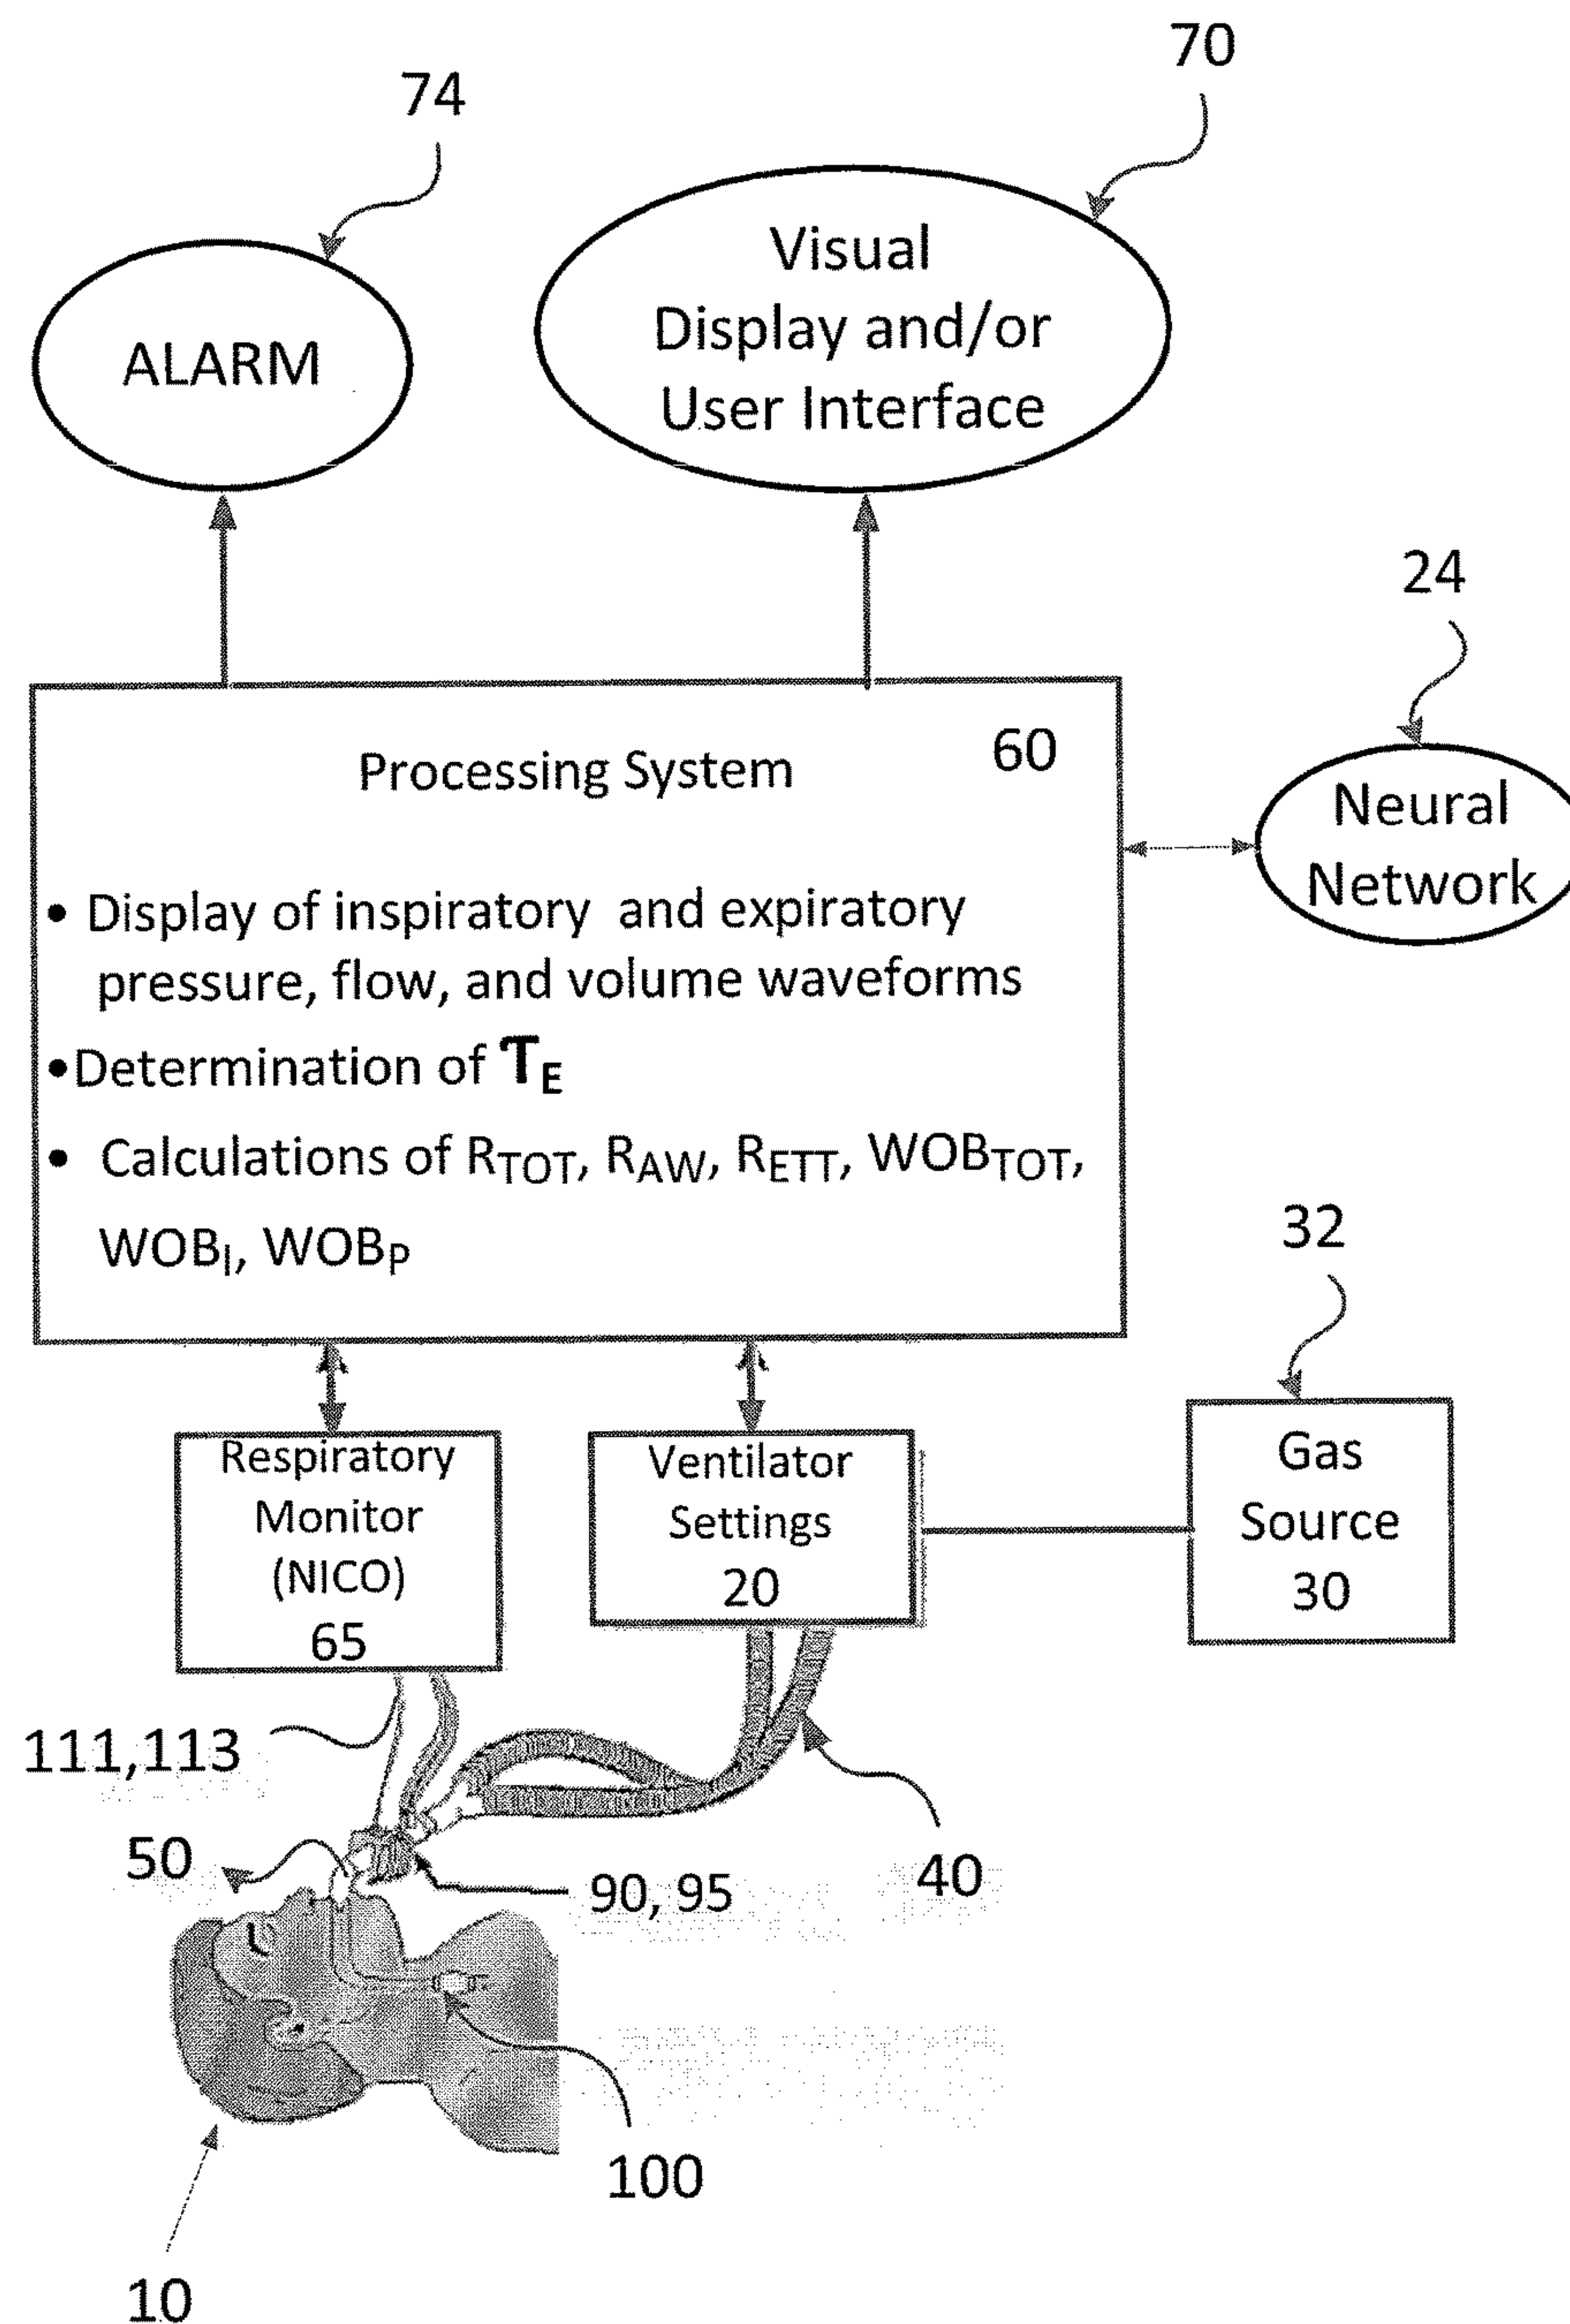 70
74
Visual
Display and/or
User Interface
ALARM
24
Neural
Network
Processing System 60
• Display of inspiratory and expiratory
pressure, flow, and volume waveforms
•Determination of τE
• Calculations of RTOT, RAW, RETT, WOBTOT,
WOBI, WOBP
32
Respiratory
Monitor
(NICO)
65
Ventilator
Settings
20
Gas
Source
30
111,113
50
90, 95
40
100
10